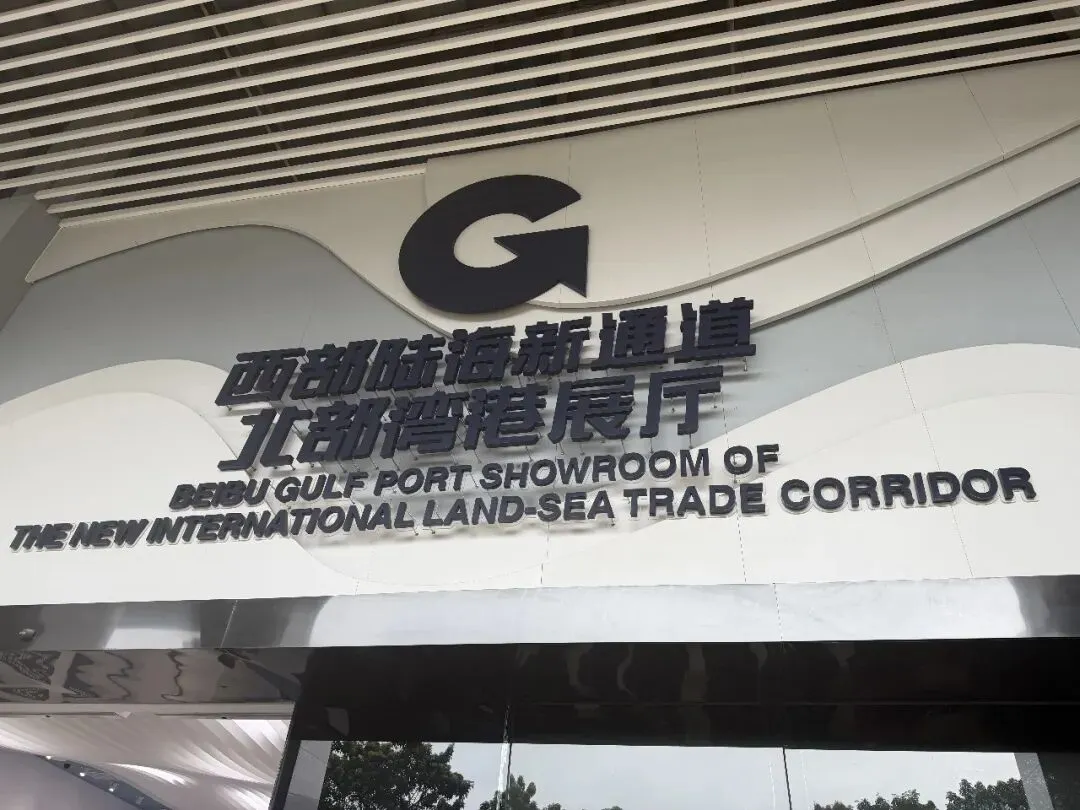 西部陆海新通道
北部湾港展厅
BEIBU GULF PORT SHOWROOM OF
THE NEW INTERNATIONAL LAND-SEA TRADE CORRIDOR